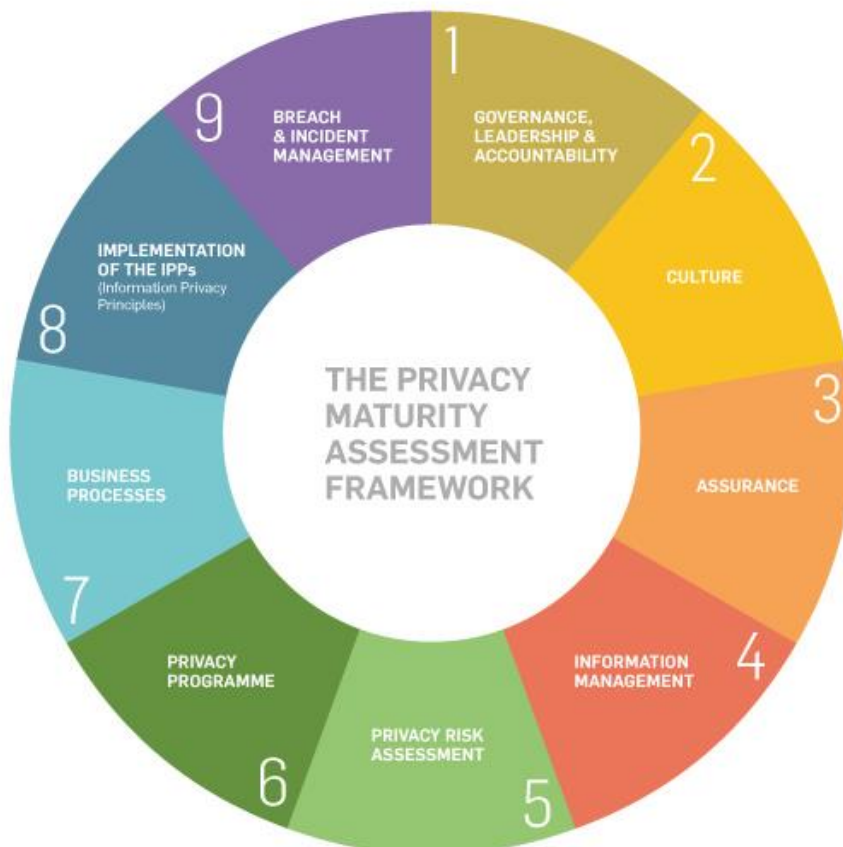 1
GOVERNANCE,
LEADERSHIP &
ACCOUNTABILITY
2
CULTURE
3
ASSURANCE
4
INFORMATION
MANAGEMENT
5
PRIVACY RISK
ASSESSMENT
6
PRIVACY
PROGRAMME
7
BUSINESS
PROCESSES
8
IMPLEMENTATION
OF THE IPPs
(Information Privacy
Principles)
9
BREACH
& INCIDENT
MANAGEMENT
THE PRIVACY
MATURITY
ASSESSMENT
FRAMEWORK